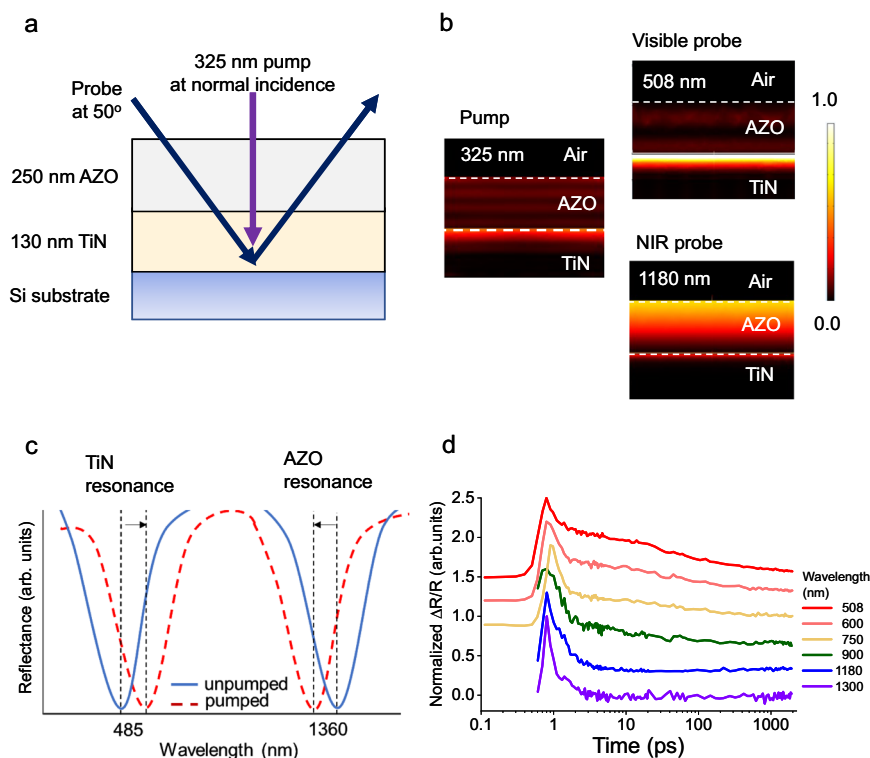 a
325 nm pump
at normal incidence
Probe
at 50º
250 nm AZO
130 nm TiN
Si substrate
b
Visible probe
508 nm
Air
AZO
TiN
Pump
325 nm
Air
AZO
TiN
NIR probe
1180 nm
Air
AZO
TiN
1.0
0.0
c
TiN
resonance
AZO
resonance
Reflectance (arb. units)
unpumped
pumped
485
1360
Wavelength (nm)
d
Normalized ΔR/R (arb.units)
2.5
2.0
1.5
1.0
0.5
0.0
0.1
1
10
100
1000
Time (ps)
Wavelength
(nm)
508
600
750
900
1180
1300